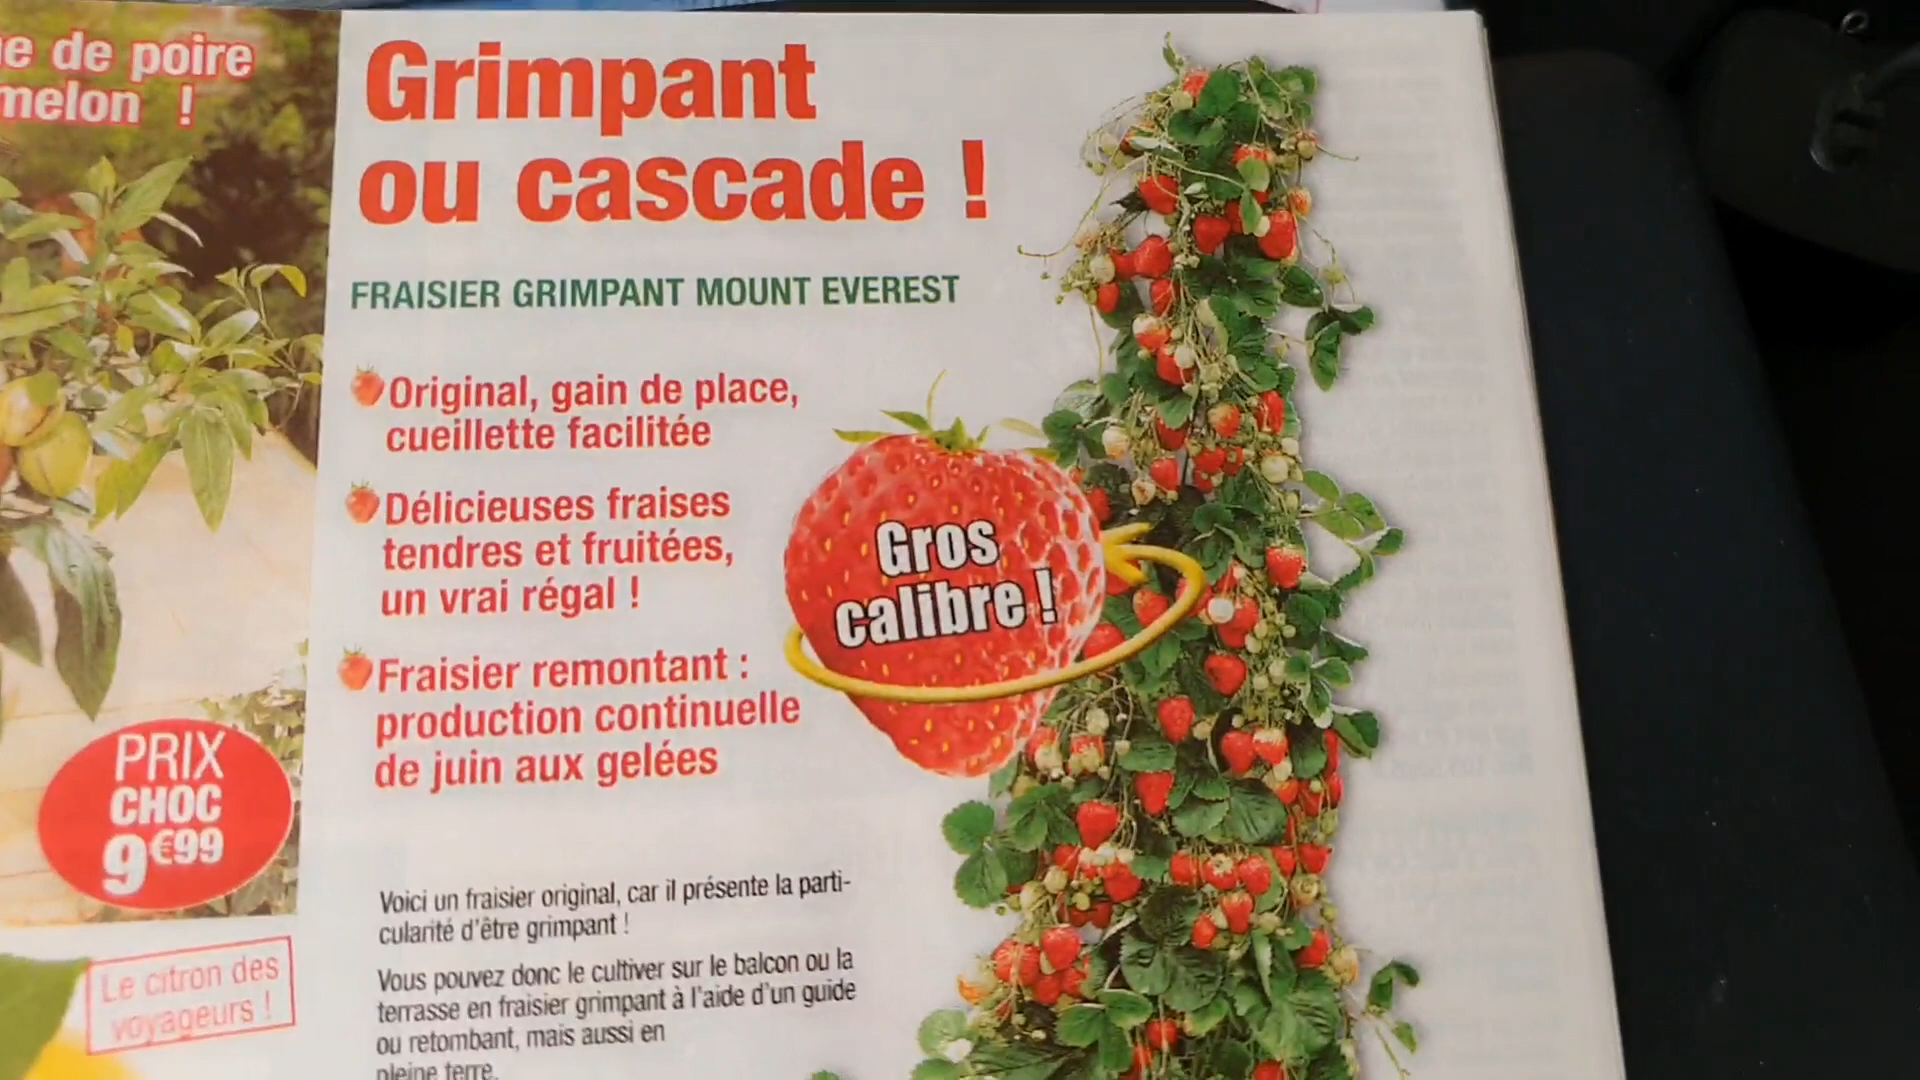 de poire
melon !
PRIX
CHOC
9€99
Le citron des
voyageurs !
Grimpant
ou cascade !
FRAISIER GRIMPANT MOUNT EVEREST
Original, gain de place,
cueillette facilitée
Délicieuses fraises
tendres et fruitées,
un vrai régal !
Fraisier remontant :
production continuelle
de juin aux gelées
Gros
calibre !
Voici un fraisier original, car il présente la parti-
cularité d'être grimpant !
Vous pouvez donc le cultiver sur le balcon ou la
terrasse en fraisier grimpant à l'aide d'un guide
ou retombant, mais aussi en
pleine terre.